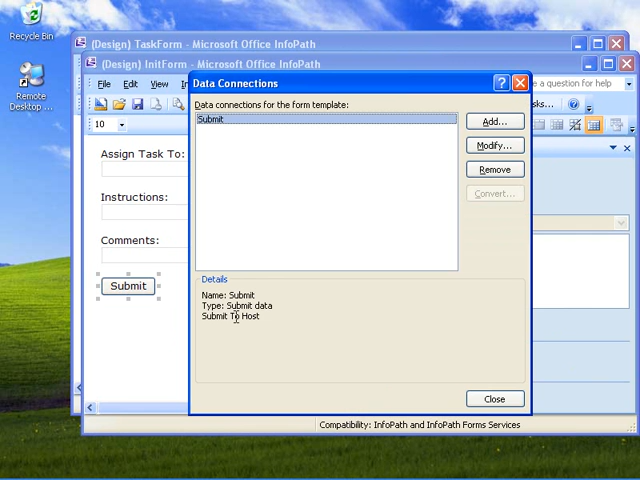 Recycle Bin
Remote
Desktop ...
(Design) TaskForm - Microsoft Office InfoPath
(Design) InitForm - Microsoft Office InfoPath
File Edit View
e a question for help
sks...
10
Assign Task To:
Instructions:
Comments:
Submit
Data Connections
Data connections for the form template:
Submit
Add...
Modify...
Remove
Convert...
Details
Name: Submit
Type: Submit data
Submit To Host
Close
Compatibility: InfoPath and InfoPath Forms Services